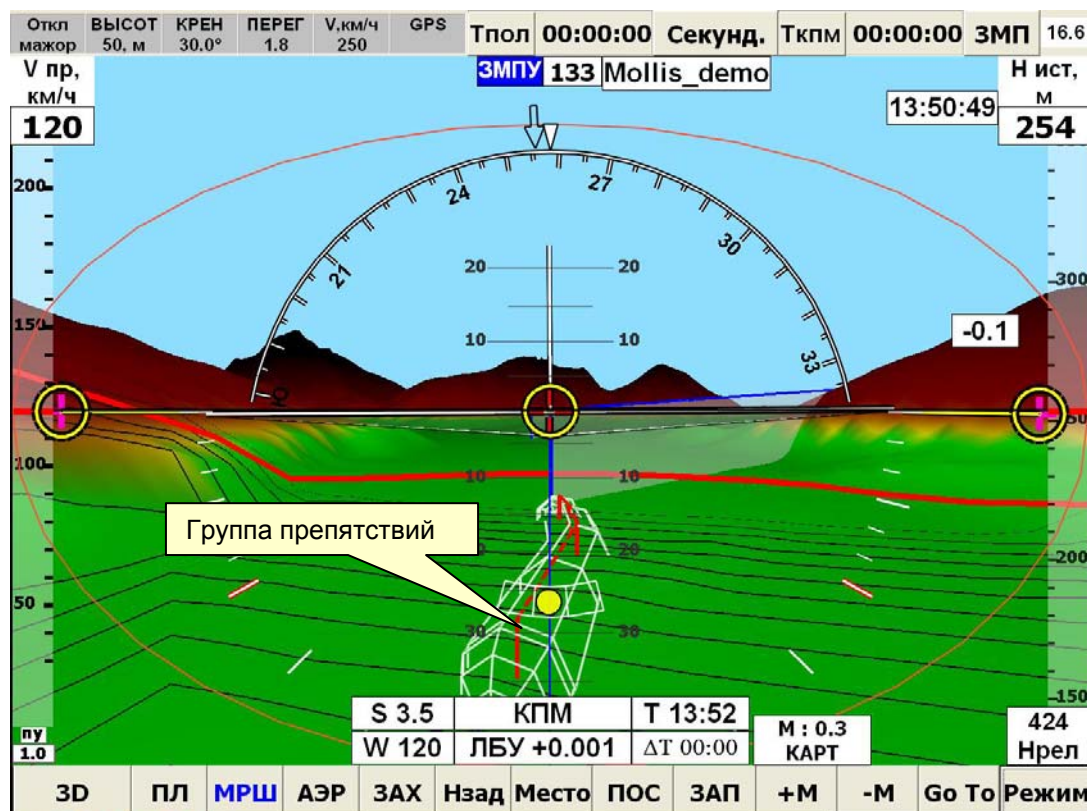 Откл ВЫСОТ КРЕН ПЕРЕГ V,км/ч GPS Тпол 00:00:00 Секунд. Ткпм 00:00:00 ЗМП 16.6
мажор 50, м 30.0° 1.8 250
V пр, ЗМПУ 133 Mollis_demo Н ист,
км/ч м
120 13:50:49 254
24 27
200 21 30
20 20
300
150 10 10 -0.1
33
100 10 10
Группа препятствий
20 200
50
30 30
150
S 3.5 КПМ Т 13:52
W 120 ЛБУ +0.001 ΔТ 00:00
М : 0.3
КАРТ
424
Нрел
ПУ
1.0
3D ПЛ МРШ АЭР ЗАХ Нзад Место ПОС ЗАП +М -М Go To Режим